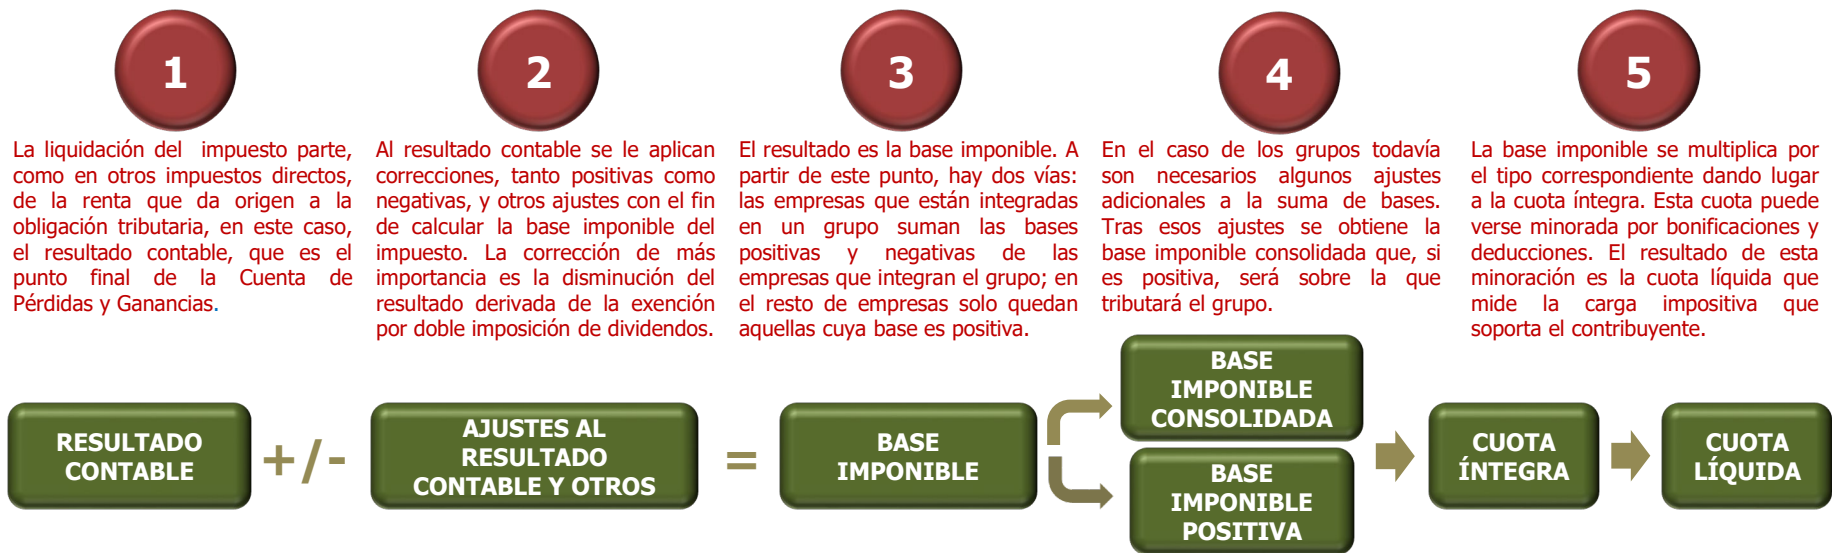 1
La liquidación del impuesto parte,
como en otros impuestos directos,
de la renta que da origen a la
obligación tributaria, en este caso,
el resultado contable, que es el
punto final de la Cuenta de
Pérdidas y Ganancias.
2
Al resultado contable se le aplican
correcciones, tanto positivas como
negativas, y otros ajustes con el fin
de calcular la base imponible del
impuesto. La corrección de más
importancia es la disminución del
resultado derivada de la exención
por doble imposición de dividendos.
3
El resultado es la base imponible. A
partir de este punto, hay dos vías:
las empresas que están integradas
en un grupo suman las bases
positivas y negativas de las
empresas que integran el grupo; en
el resto de empresas solo quedan
aquellas cuya base es positiva.
4
En el caso de los grupos todavía
son necesarios algunos ajustes
adicionales a la suma de bases.
Tras esos ajustes se obtiene la
base imponible consolidada que, si
es positiva, será sobre la que
tributará el grupo.
5
La base imponible se multiplica por
el tipo correspondiente dando lugar
a la cuota íntegra. Esta cuota puede
verse minorada por bonificaciones y
deducciones. El resultado de esta
minoración es la cuota líquida que
mide la carga impositiva que
soporta el contribuyente.
RESULTADO
CONTABLE
+/-
AJUSTES AL
RESULTADO
CONTABLE Y OTROS
=
BASE
IMPONIBLE
BASE
IMPONIBLE
CONSOLIDADA
BASE
IMPONIBLE
POSITIVA
CUOTA
ÍNTEGRA
CUOTA
LÍQUIDA